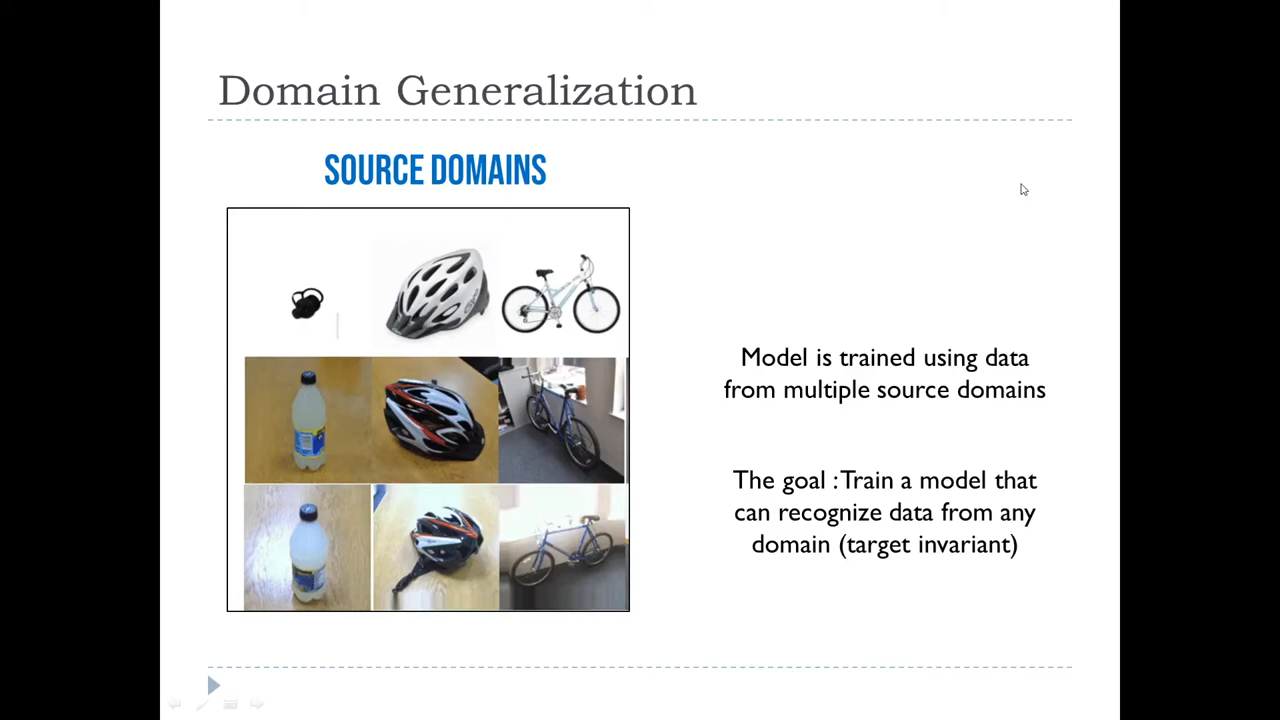 Domain Generalization
SOURCE DOMAINS
Model is trained using data
from multiple source domains
The goal : Train a model that
can recognize data from any
domain (target invariant)